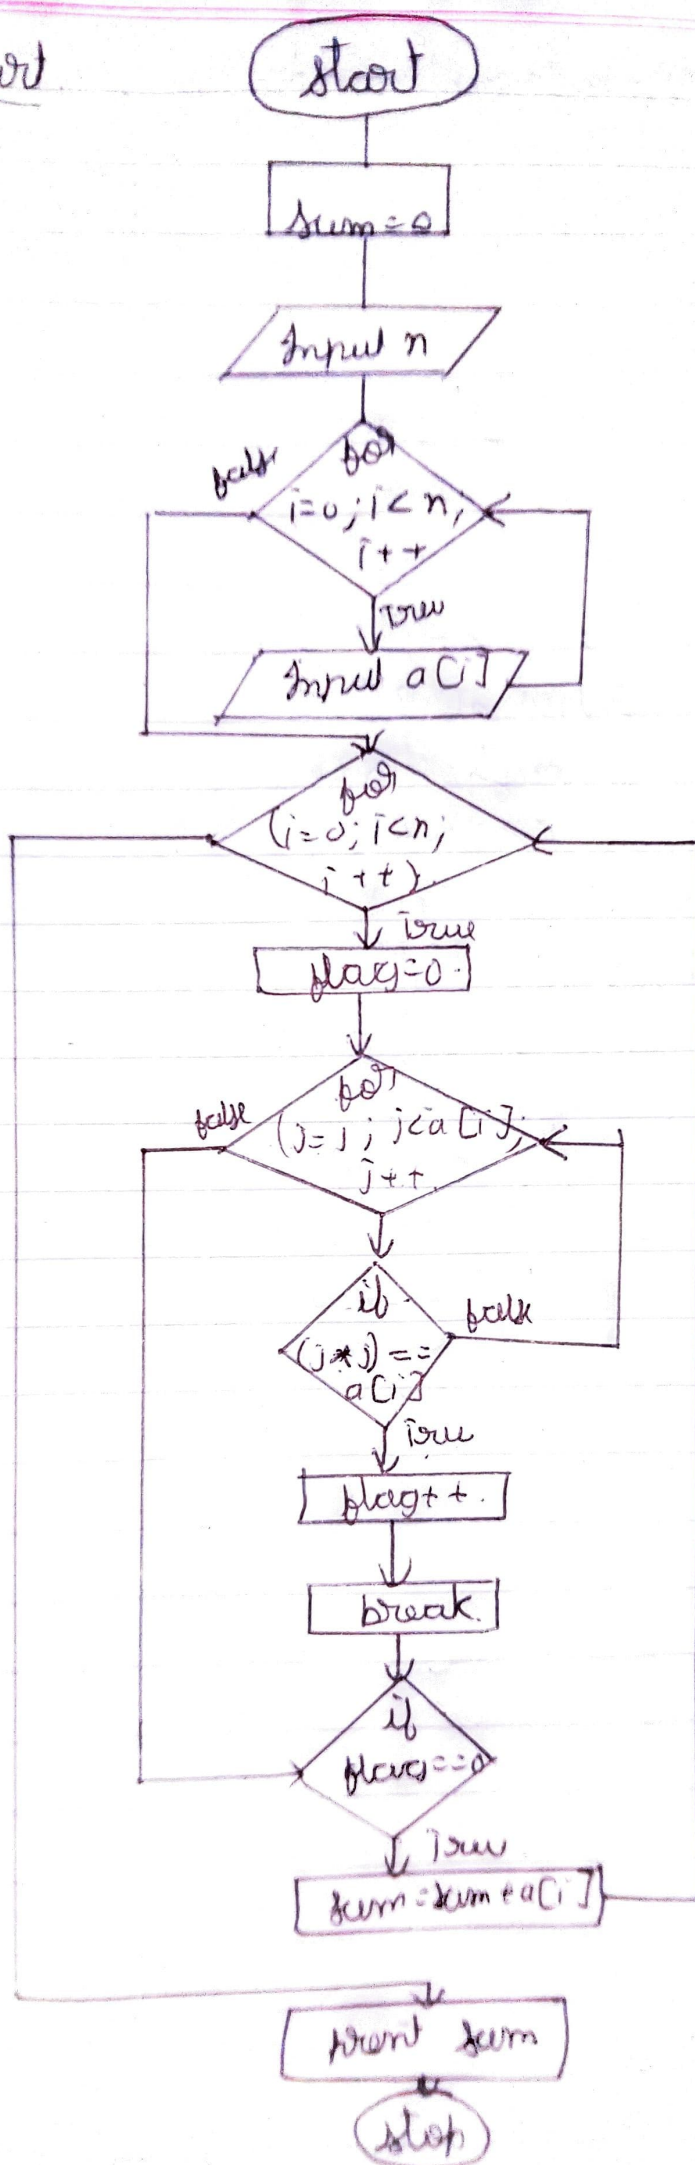 start
sum=0
Input n
false
for
i=0; i<n;
i++
True
Input a[i]
for
(i=0; i<n;
i++)
True
flag=0.
for
false
(j=j; j<a[i];
j++.
if
false
(j*j)==
a[i]
True
flag++.
break.
if
flag==0
True
sum=sum+a[i]
Print sum
stop